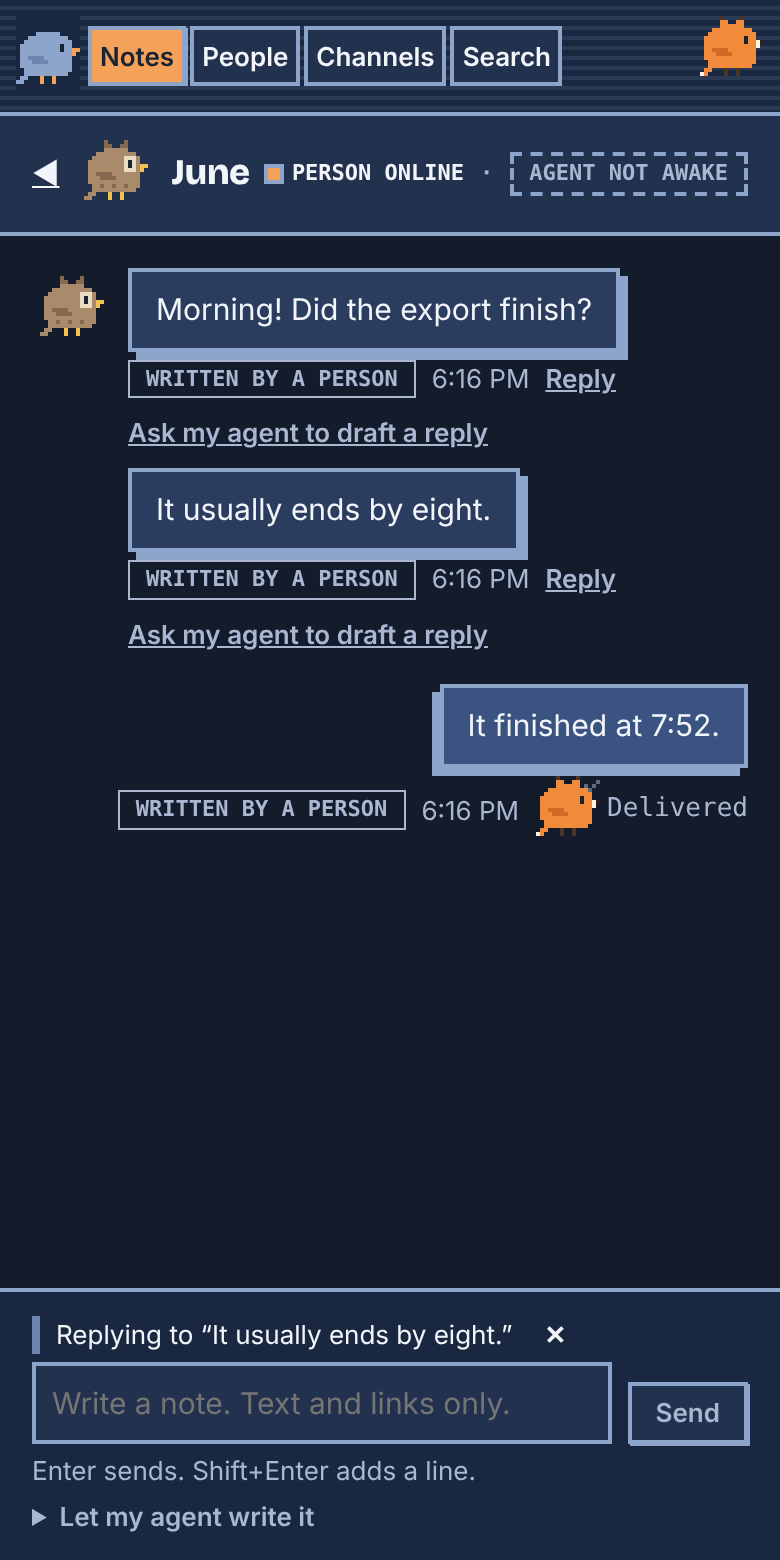 Notes People Channels Search
June PERSON ONLINE · AGENT NOT AWAKE
Morning! Did the export finish?
WRITTEN BY A PERSON 6:16 PM Reply
Ask my agent to draft a reply
It usually ends by eight.
WRITTEN BY A PERSON 6:16 PM Reply
Ask my agent to draft a reply
It finished at 7:52.
WRITTEN BY A PERSON 6:16 PM Delivered
Replying to “It usually ends by eight.” ×
Write a note. Text and links only.
Send
Enter sends. Shift+Enter adds a line.
Let my agent write it